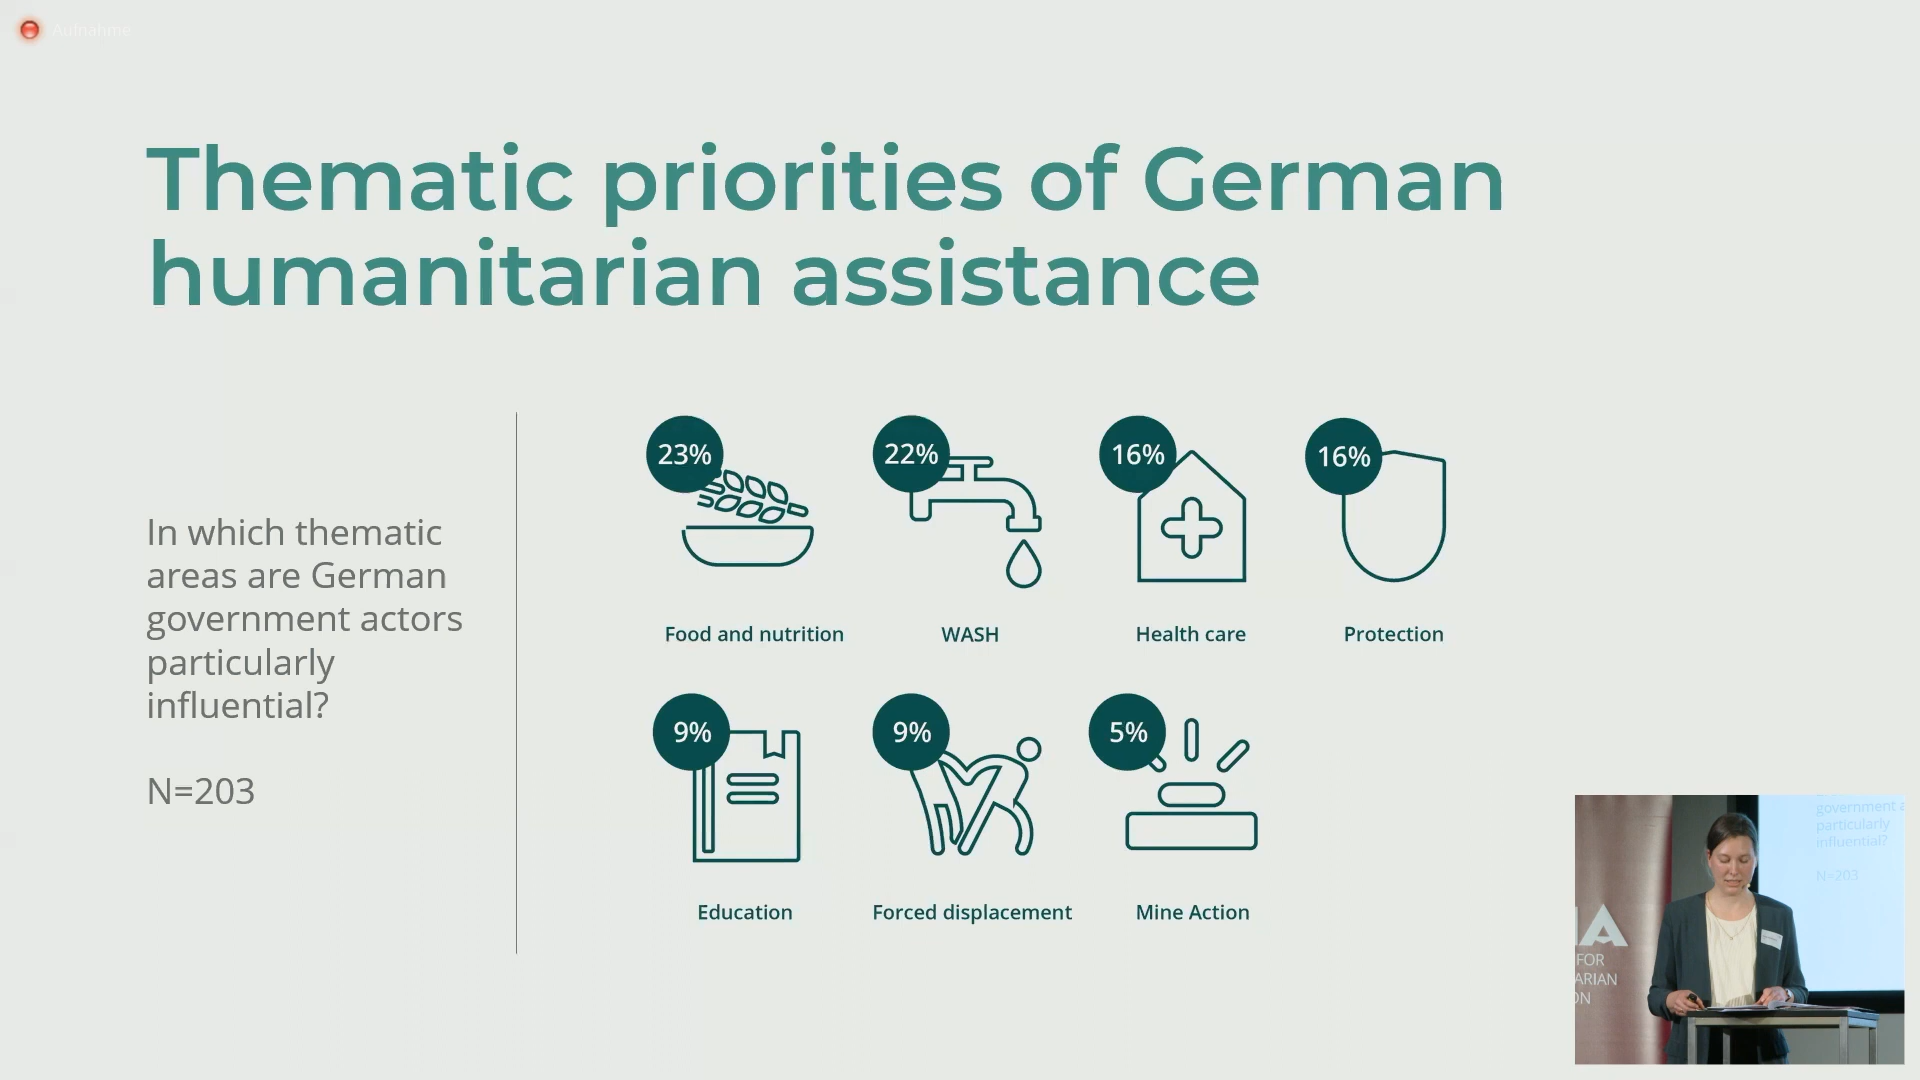 Aufnahme
Thematic priorities of German
humanitarian assistance
In which thematic
areas are German
government actors
particularly
influential?
N=203
23%
22%
16%
16%
Food and nutrition
WASH
Health care
Protection
9%
9%
5%
Education
Forced displacement
Mine Action
government
particularly
influential?
N=203
HA
FOR
ARIAN
ON